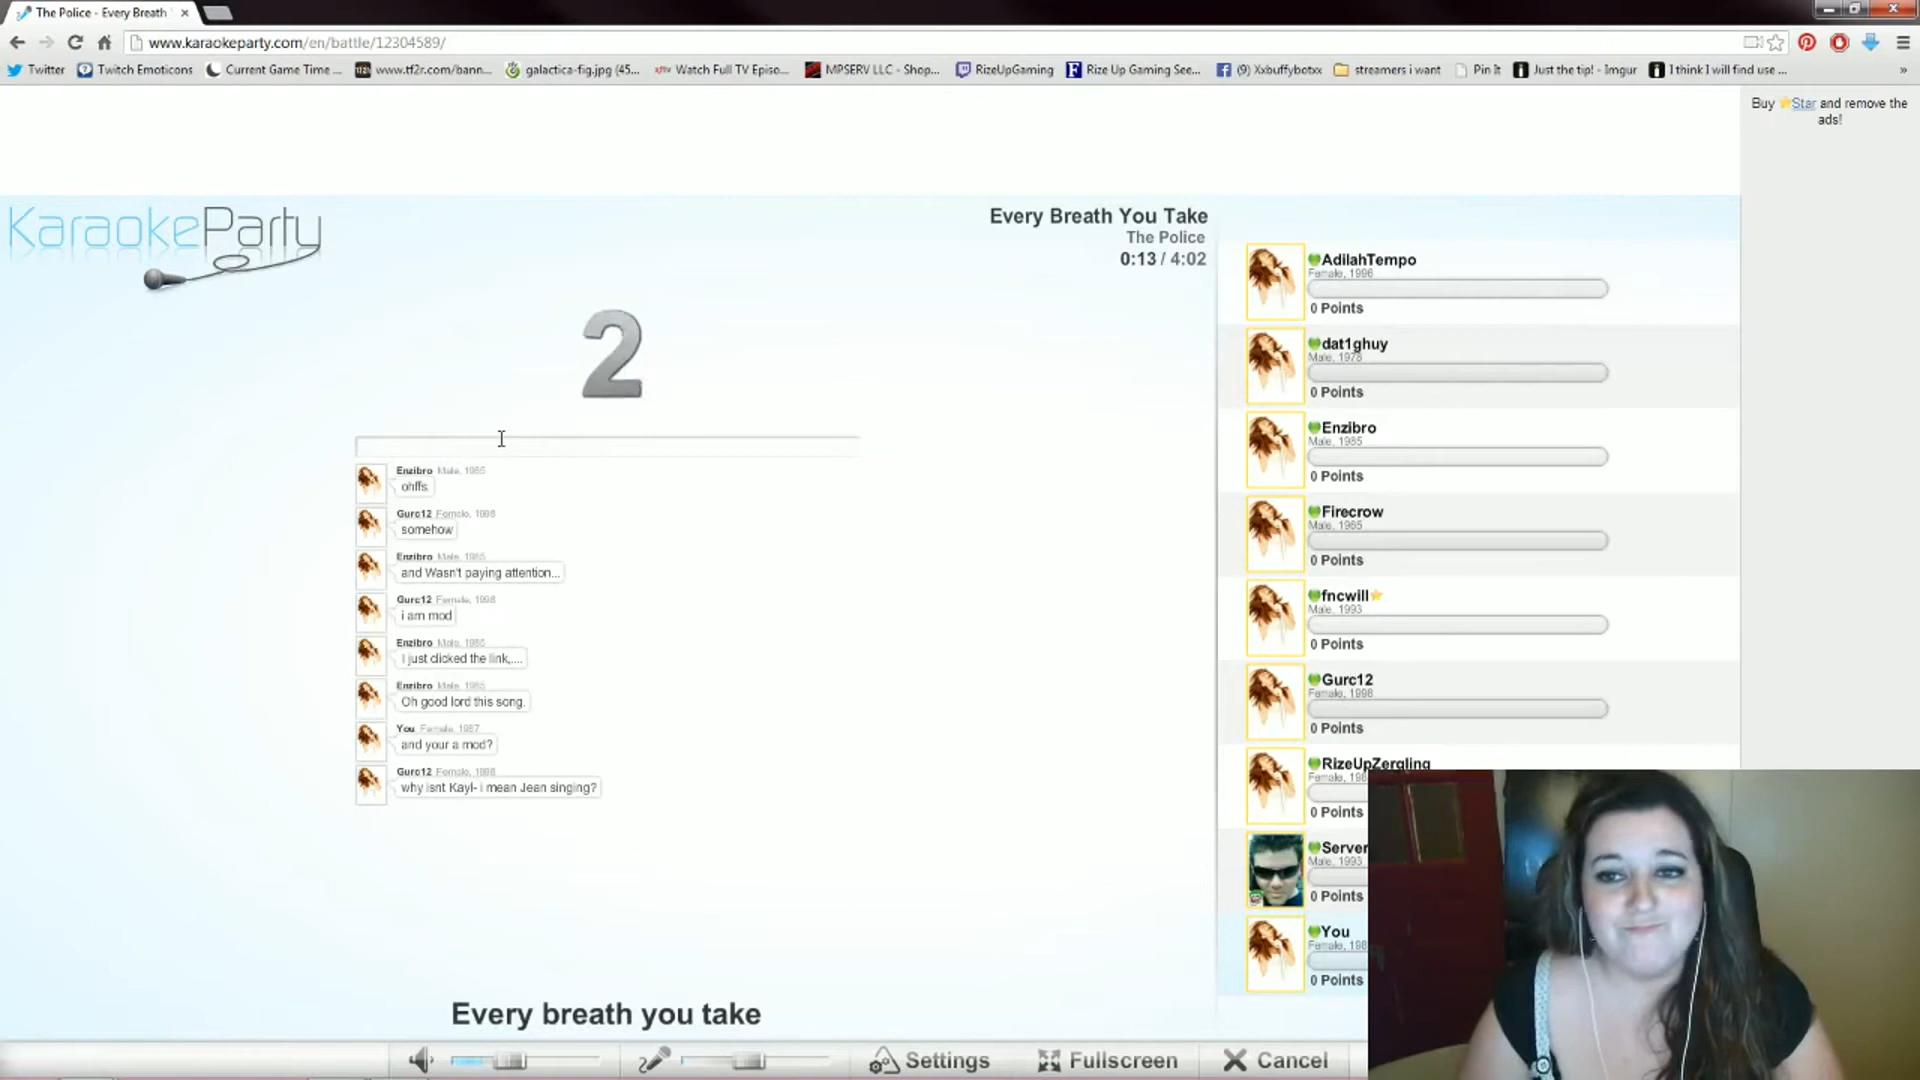 The Police - Every Breath
www.karaokeparty.com/en/battle/12304589/
Twitter
Twitch Emoticons
Current Game Time ...
www.tf2r.com/bann...
galactica-fig.jpg (45...
Watch Full TV Episo...
MPSERV LLC - Shop...
RizeUpGaming
Rize Up Gaming See...
(9) Xxbuffybotxx
streamers i want
Pin It
Just the tip! - Imgur
I think I will find use ...
»
Buy Star and remove the
ads!
KaraokeParty
Every Breath You Take
The Police
0:13 / 4:02
2
Enzibro Male, 1985
ohffs.
Gurc12 Female, 1998
somehow
Enzibro Male, 1985
and Wasn't paying attention...
Gurc12 Female, 1998
i am mod
Enzibro Male, 1985
I just clicked the link,....
Enzibro Male, 1985
Oh good lord this song.
You Female, 1987
and your a mod?
Gurc12 Female, 1998
why isnt Kayl- i mean Jean singing?
AdilahTempo
Female, 1996
0 Points
dat1ghuy
Male, 1978
0 Points
Enzibro
Male, 1985
0 Points
Firecrow
Male, 1985
0 Points
fncwill
Male, 1993
0 Points
Gurc12
Female, 1998
0 Points
RizeUpZergling
Female, 198
0 Points
Server
Male, 1993
0 Points
You
Female, 198
0 Points
Every breath you take
Settings
Fullscreen
Cancel